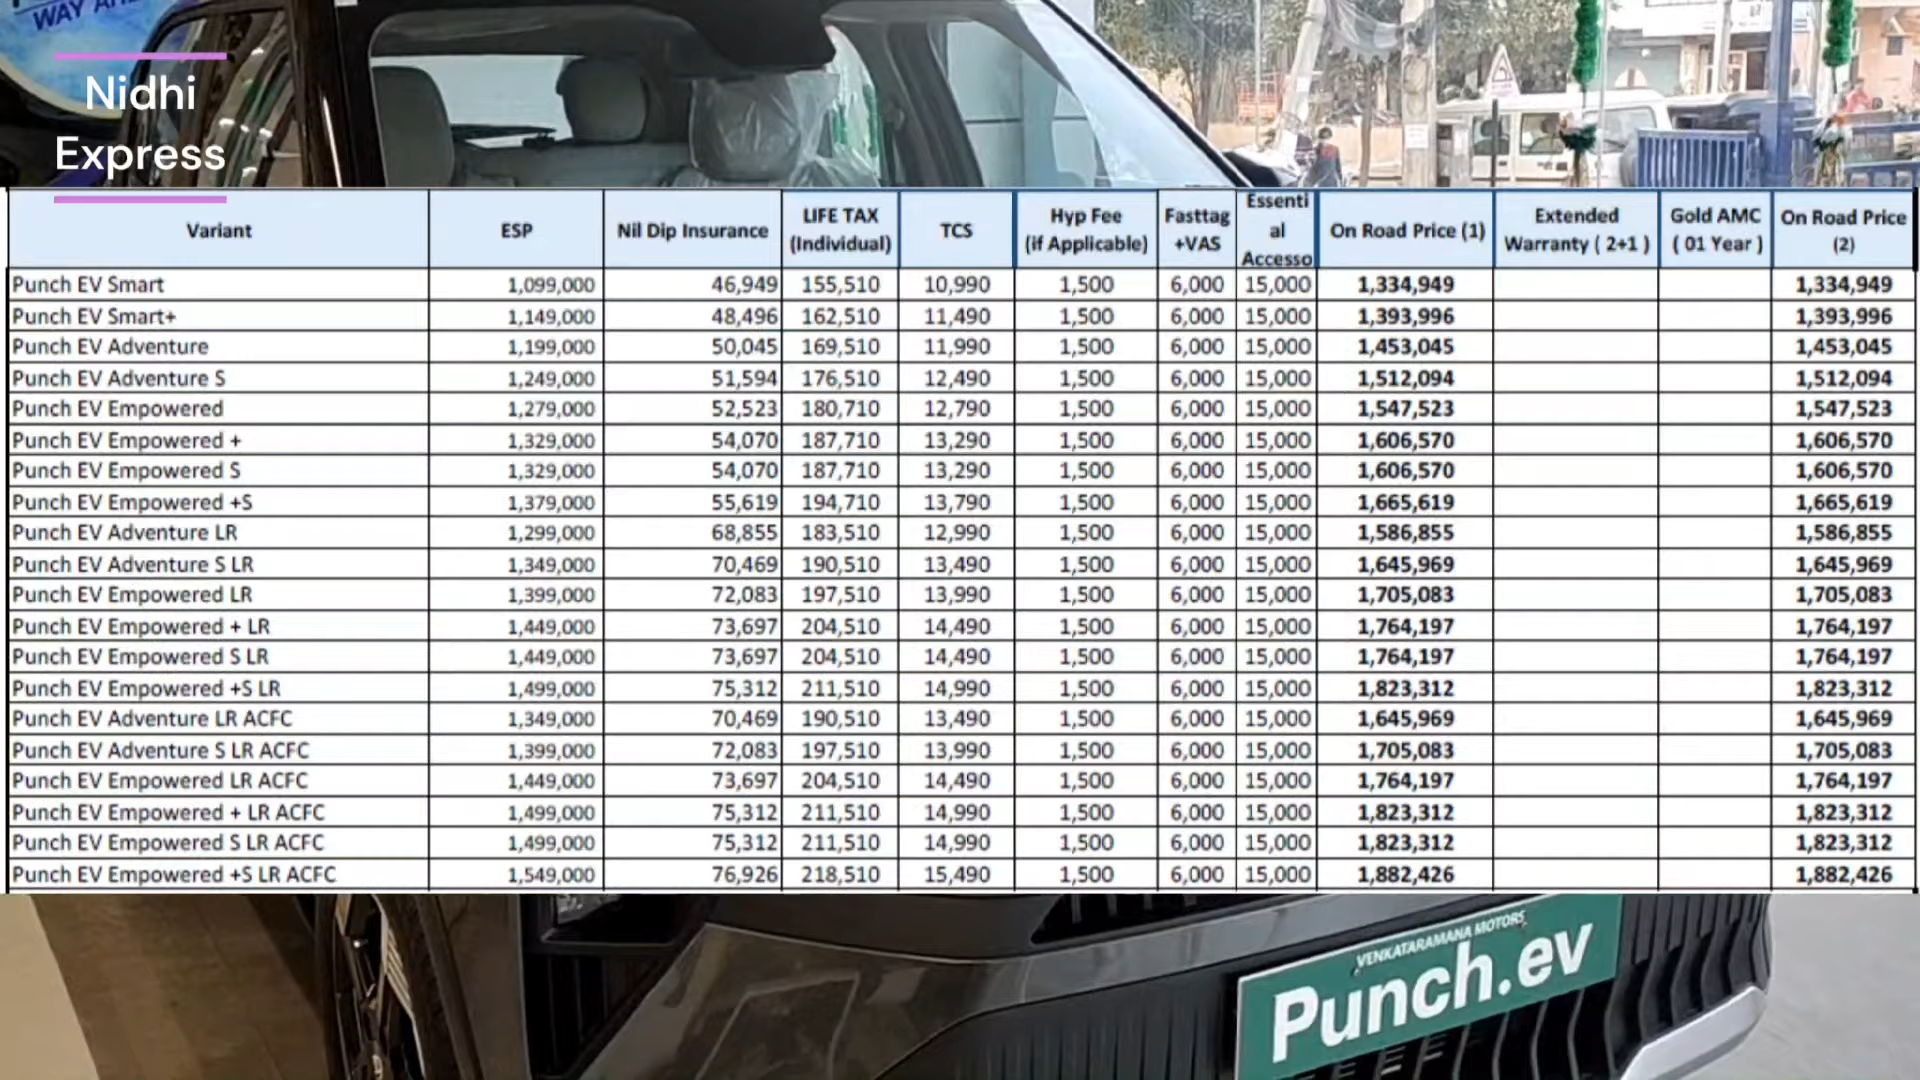 WAY
Nidhi
Express
Variant ESP Nil Dip Insurance LIFE TAX (Individual) TCS Hyp Fee (if Applicable) Fasttag +VAS Essenti al Accesso On Road Price (1) Extended Warranty ( 2+1 ) Gold AMC ( 01 Year ) On Road Price (2)
Punch EV Smart 1,099,000 46,949 155,510 10,990 1,500 6,000 15,000 1,334,949 1,334,949
Punch EV Smart+ 1,149,000 48,496 162,510 11,490 1,500 6,000 15,000 1,393,996 1,393,996
Punch EV Adventure 1,199,000 50,045 169,510 11,990 1,500 6,000 15,000 1,453,045 1,453,045
Punch EV Adventure S 1,249,000 51,594 176,510 12,490 1,500 6,000 15,000 1,512,094 1,512,094
Punch EV Empowered 1,279,000 52,523 180,710 12,790 1,500 6,000 15,000 1,547,523 1,547,523
Punch EV Empowered + 1,329,000 54,070 187,710 13,290 1,500 6,000 15,000 1,606,570 1,606,570
Punch EV Empowered S 1,329,000 54,070 187,710 13,290 1,500 6,000 15,000 1,606,570 1,606,570
Punch EV Empowered +S 1,379,000 55,619 194,710 13,790 1,500 6,000 15,000 1,665,619 1,665,619
Punch EV Adventure LR 1,299,000 68,855 183,510 12,990 1,500 6,000 15,000 1,586,855 1,586,855
Punch EV Adventure S LR 1,349,000 70,469 190,510 13,490 1,500 6,000 15,000 1,645,969 1,645,969
Punch EV Empowered LR 1,399,000 72,083 197,510 13,990 1,500 6,000 15,000 1,705,083 1,705,083
Punch EV Empowered + LR 1,449,000 73,697 204,510 14,490 1,500 6,000 15,000 1,764,197 1,764,197
Punch EV Empowered S LR 1,449,000 73,697 204,510 14,490 1,500 6,000 15,000 1,764,197 1,764,197
Punch EV Empowered +S LR 1,499,000 75,312 211,510 14,990 1,500 6,000 15,000 1,823,312 1,823,312
Punch EV Adventure LR ACFC 1,349,000 70,469 190,510 13,490 1,500 6,000 15,000 1,645,969 1,645,969
Punch EV Adventure S LR ACFC 1,399,000 72,083 197,510 13,990 1,500 6,000 15,000 1,705,083 1,705,083
Punch EV Empowered LR ACFC 1,449,000 73,697 204,510 14,490 1,500 6,000 15,000 1,764,197 1,764,197
Punch EV Empowered + LR ACFC 1,499,000 75,312 211,510 14,990 1,500 6,000 15,000 1,823,312 1,823,312
Punch EV Empowered S LR ACFC 1,499,000 75,312 211,510 14,990 1,500 6,000 15,000 1,823,312 1,823,312
Punch EV Empowered +S LR ACFC 1,549,000 76,926 218,510 15,490 1,500 6,000 15,000 1,882,426 1,882,426
VENKATARAMANA MOTORS
Punch.ev